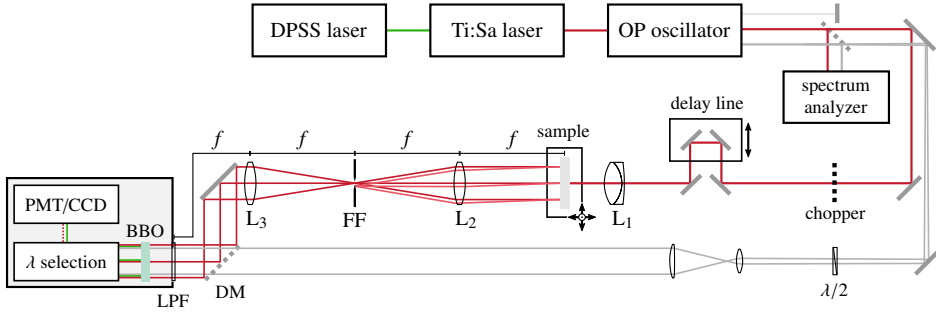 DPSS laser
Ti:Sa laser
OP oscillator
spectrum
analyzer
delay line
sample
f
f
f
f
PMT/CCD
BBO
λ selection
L3
FF
L2
L1
chopper
LPF
DM
λ/2